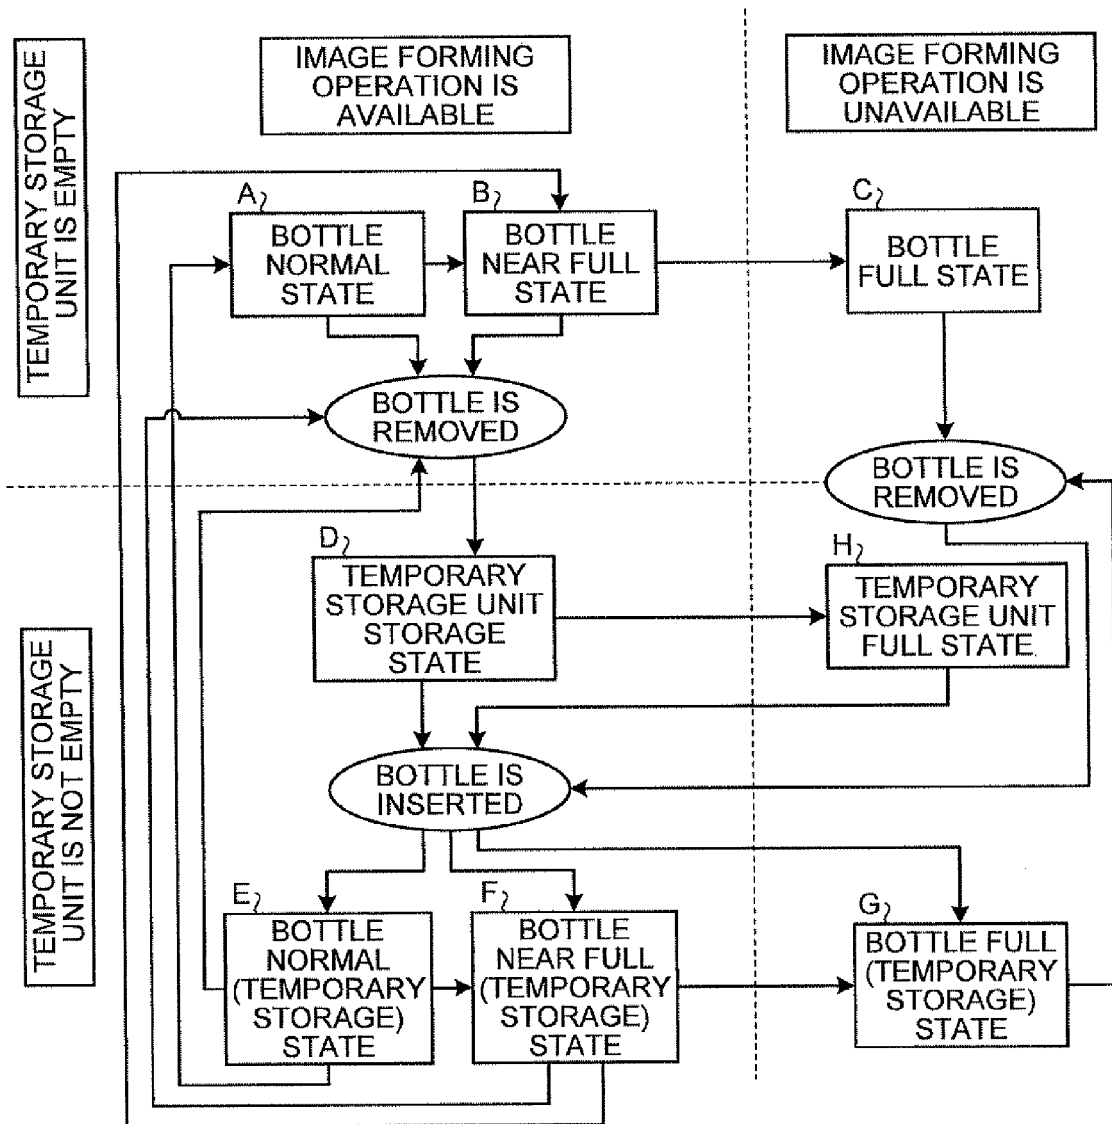 TEMPORARY STORAGE
UNIT IS EMPTY
IMAGE FORMING
OPERATION IS
AVAILABLE
IMAGE FORMING
OPERATION IS
UNAVAILABLE
A
BOTTLE
NORMAL
STATE
B
BOTTLE
NEAR FULL
STATE
C
BOTTLE
FULL STATE
BOTTLE IS
REMOVED
BOTTLE IS
REMOVED
TEMPORARY STORAGE
UNIT IS NOT EMPTY
D
TEMPORARY
STORAGE UNIT
STORAGE
STATE
H
TEMPORARY
STORAGE UNIT
FULL STATE
BOTTLE IS
INSERTED
E
BOTTLE
NORMAL
(TEMPORARY
STORAGE)
STATE
F
BOTTLE
NEAR FULL
(TEMPORARY
STORAGE)
STATE
G
BOTTLE FULL
(TEMPORARY
STORAGE)
STATE